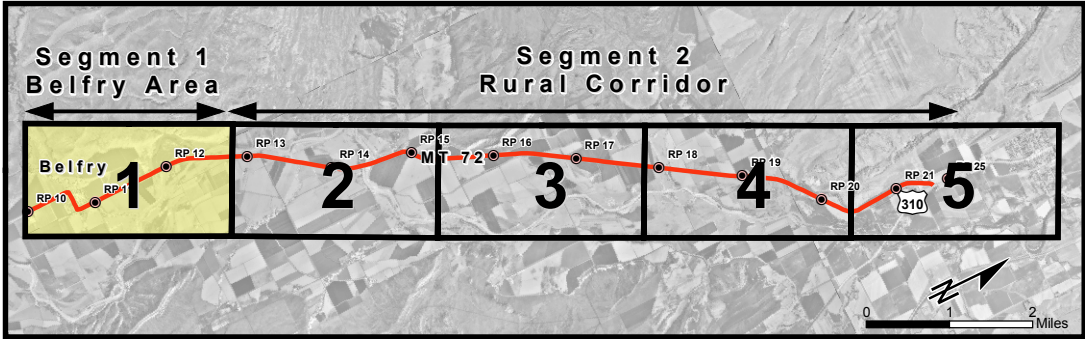 Segment 1
Belfry Area
Segment 2
Rural Corridor
Belfry
RP 10
RP 1
1
RP 12
RP 13
2
RP 14
RP 15
MT 72
RP 16
3
RP 17
RP 18
4
RP 19
RP 20
RP 21
310
5
25
N
0 1 2
Miles